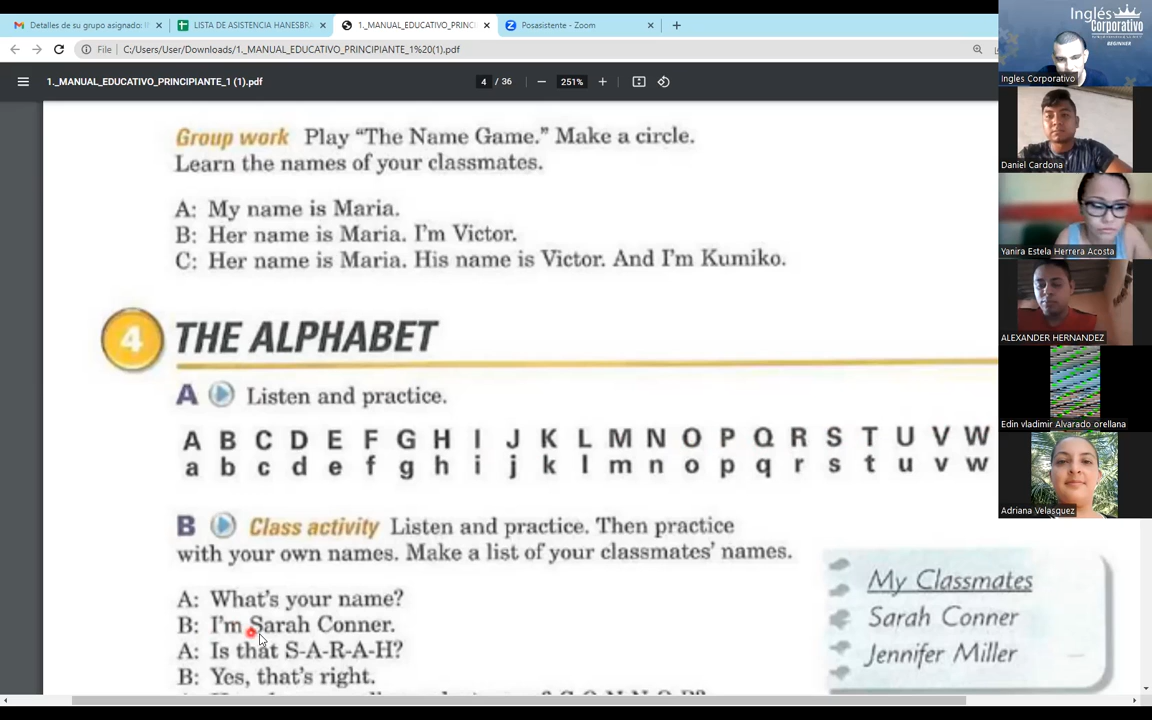 Detalles de su grupo asignado: I
LISTA DE ASISTENCIA HANESBRA
1._MANUAL_EDUCATIVO_PRINCI
Posasistente - Zoom
File
C:/Users/User/Downloads/1._MANUAL_EDUCATIVO_PRINCIPIANTE_1%20(1).pdf
1._MANUAL_EDUCATIVO_PRINCIPIANTE_1 (1).pdf
4 / 36
251%
Group work Play “The Name Game.” Make a circle.
Learn the names of your classmates.
A: My name is Maria.
B: Her name is Maria. I’m Victor.
C: Her name is Maria. His name is Victor. And I’m Kumiko.
4 THE ALPHABET
A Listen and practice.
A B C D E F G H I J K L M N O P Q R S T U V W
a b c d e f g h i j k l m n o p q r s t u v w
B Class activity Listen and practice. Then practice
with your own names. Make a list of your classmates’ names.
A: What’s your name?
B: I’m Sarah Conner.
A: Is that S-A-R-A-H?
B: Yes, that’s right.
My Classmates
Sarah Conner
Jennifer Miller
Inglés
Corporativo
BEGINNER
Ingles Corporativo
Daniel Cardona
Yanira Estela Herrera Acosta
ALEXANDER HERNANDEZ
Edin vladimir Alvarado orellana
Adriana Velasquez